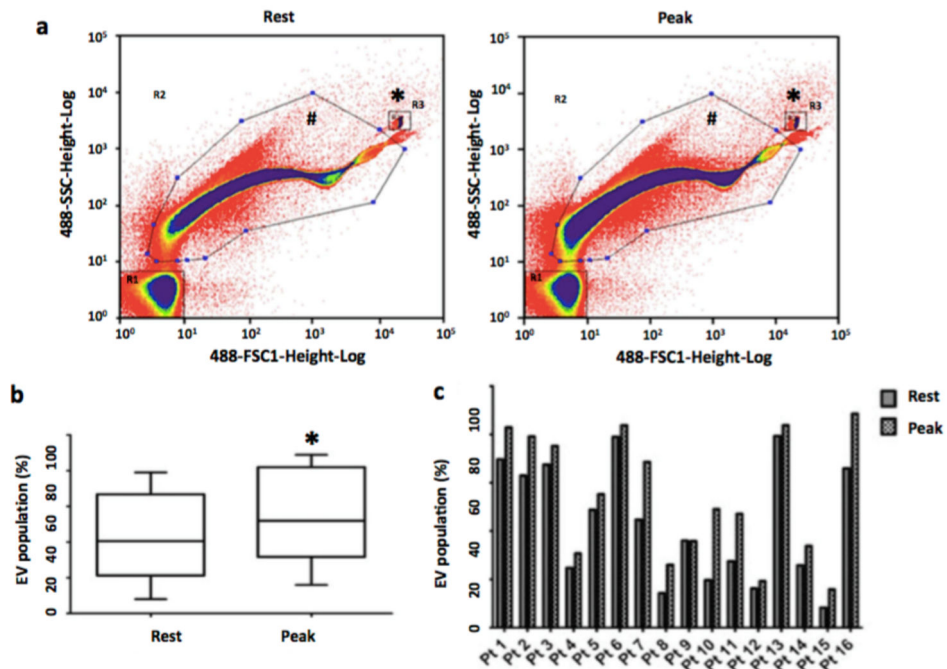 Rest
Peak
a
10⁵
10⁴
10³
10²
10¹
10⁰
488-SSC-Height-Log
R2
#
*
R3
R1
10⁰ 10¹ 10² 10³ 10⁴ 10⁵
488-FSC1-Height-Log
10⁵
10⁴
10³
10²
10¹
10⁰
488-SSC-Height- Log
R2
#
*
R3
R1
10⁰ 10¹ 10² 10³ 10⁴ 10⁵
488-FSC1-Height-Log
b
EV population (%)
0 20 40 60 80 100
*
Rest
Peak
c
EV population (%)
0 20 40 60 80 100
Rest
Peak
Pt 1 Pt 2 Pt 3 Pt 4 Pt 5 Pt 6 Pt 7 Pt 8 Pt 9 Pt 10 Pt 11 Pt 12 Pt 13 Pt 14 Pt 15 Pt 16